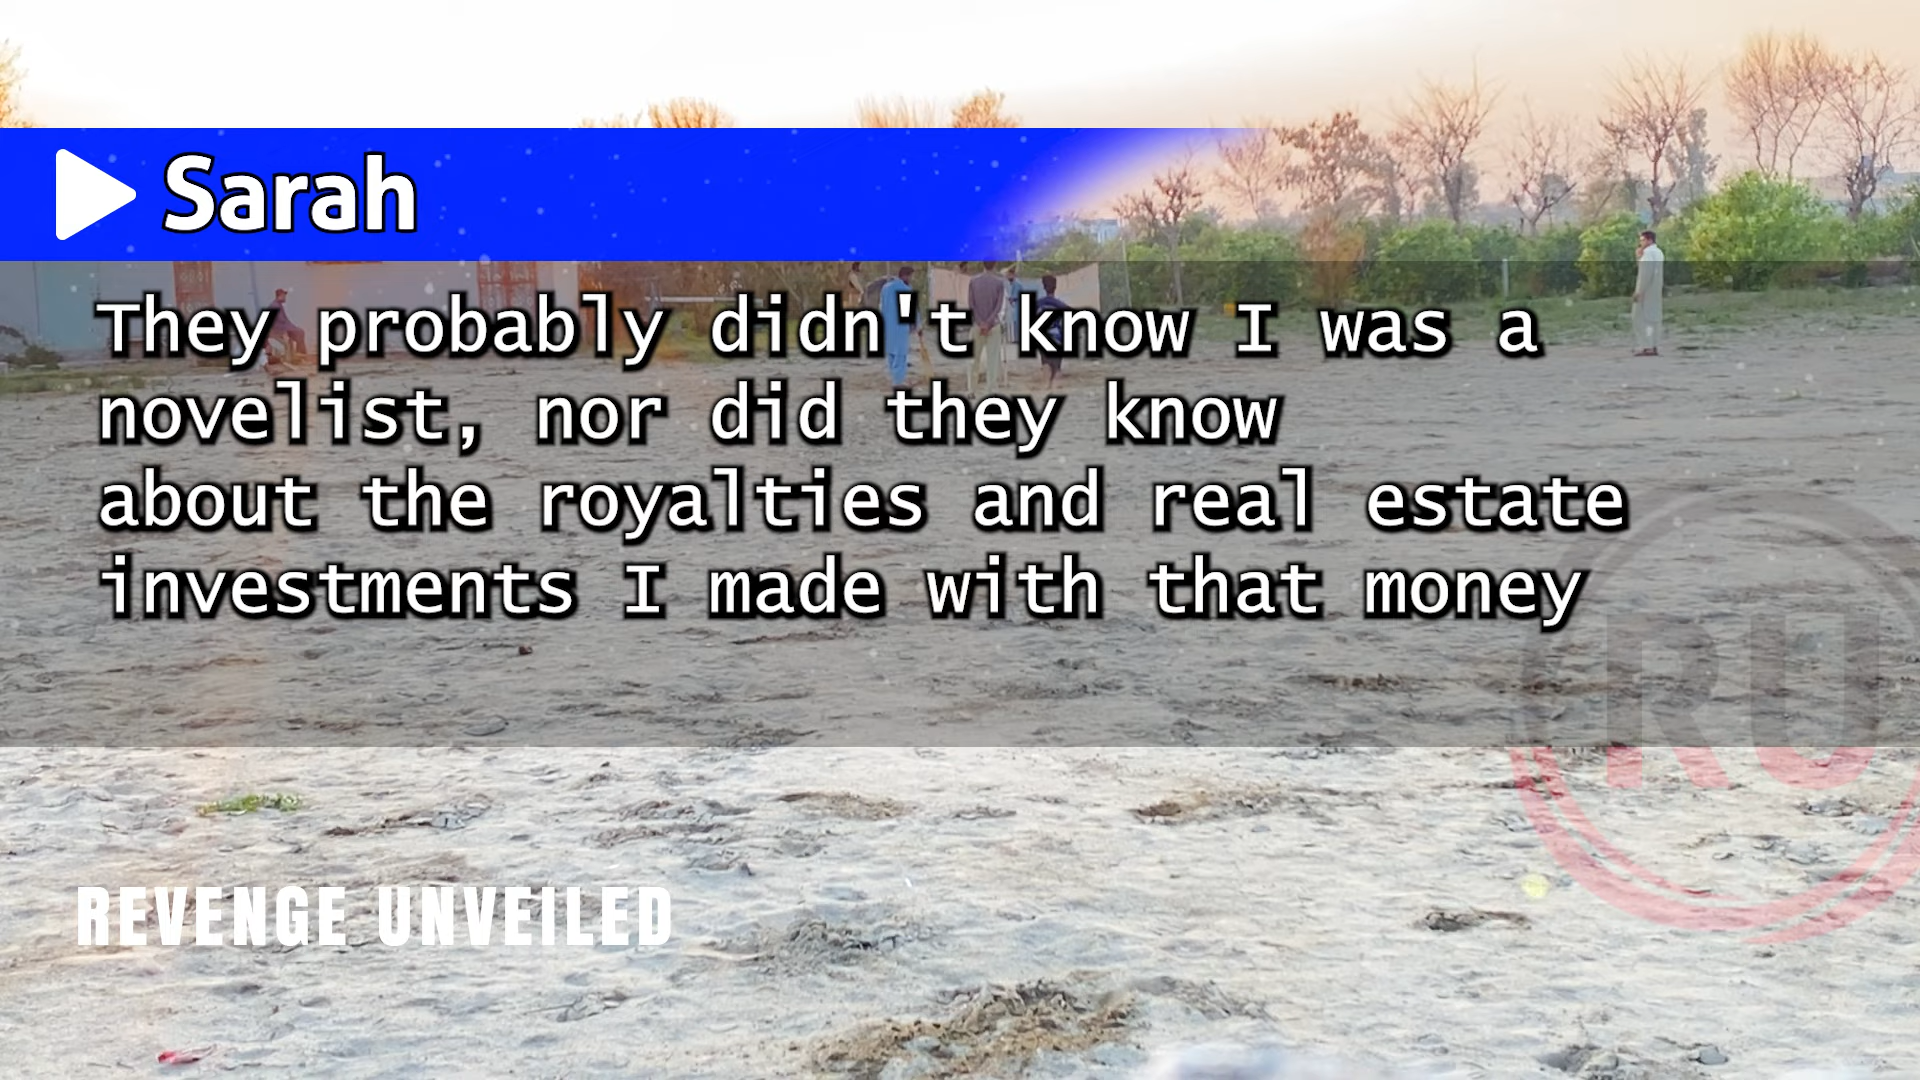 Sarah
They probably didn't know I was a
novelist, nor did they know
about the royalties and real estate
investments I made with that money
RU
REVENGE UNVEILED